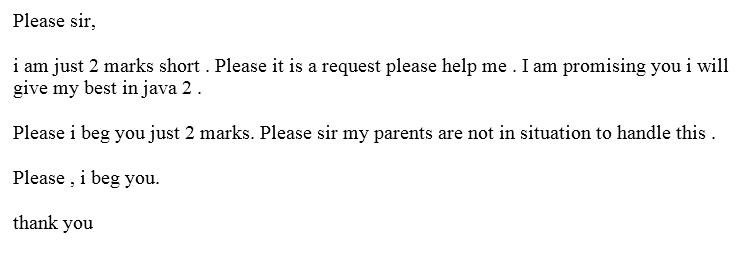 Please sir,
i am just 2 marks short . Please it is a request please help me . I am promising you i will
give my best in java 2 .
Please i beg you just 2 marks. Please sir my parents are not in situation to handle this .
Please , i beg you.
thank you